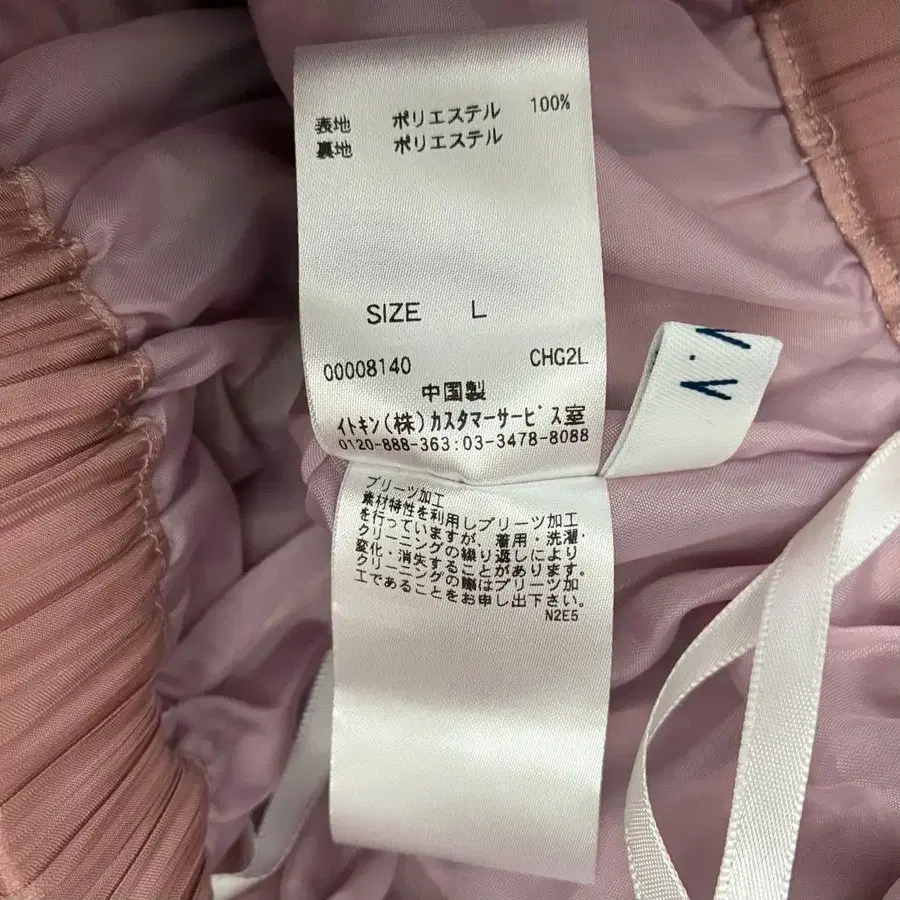 表地 ポリエステル 100%
裏地 ポリエステル
SIZE L
00008140 CHG2L
中国製
イトキン(株)カスタマーサービス室
0120-888-363:03-3478-8088
プリーツ加工
素材特性を利用しプリーツ加工
を行っていますが、着用・洗濯・
クリーニングの繰り返しにより
変化・消失することがあります。
クリーニングの際はプリーツ加
工であることをお申し出下さい。
N2E5
V.V